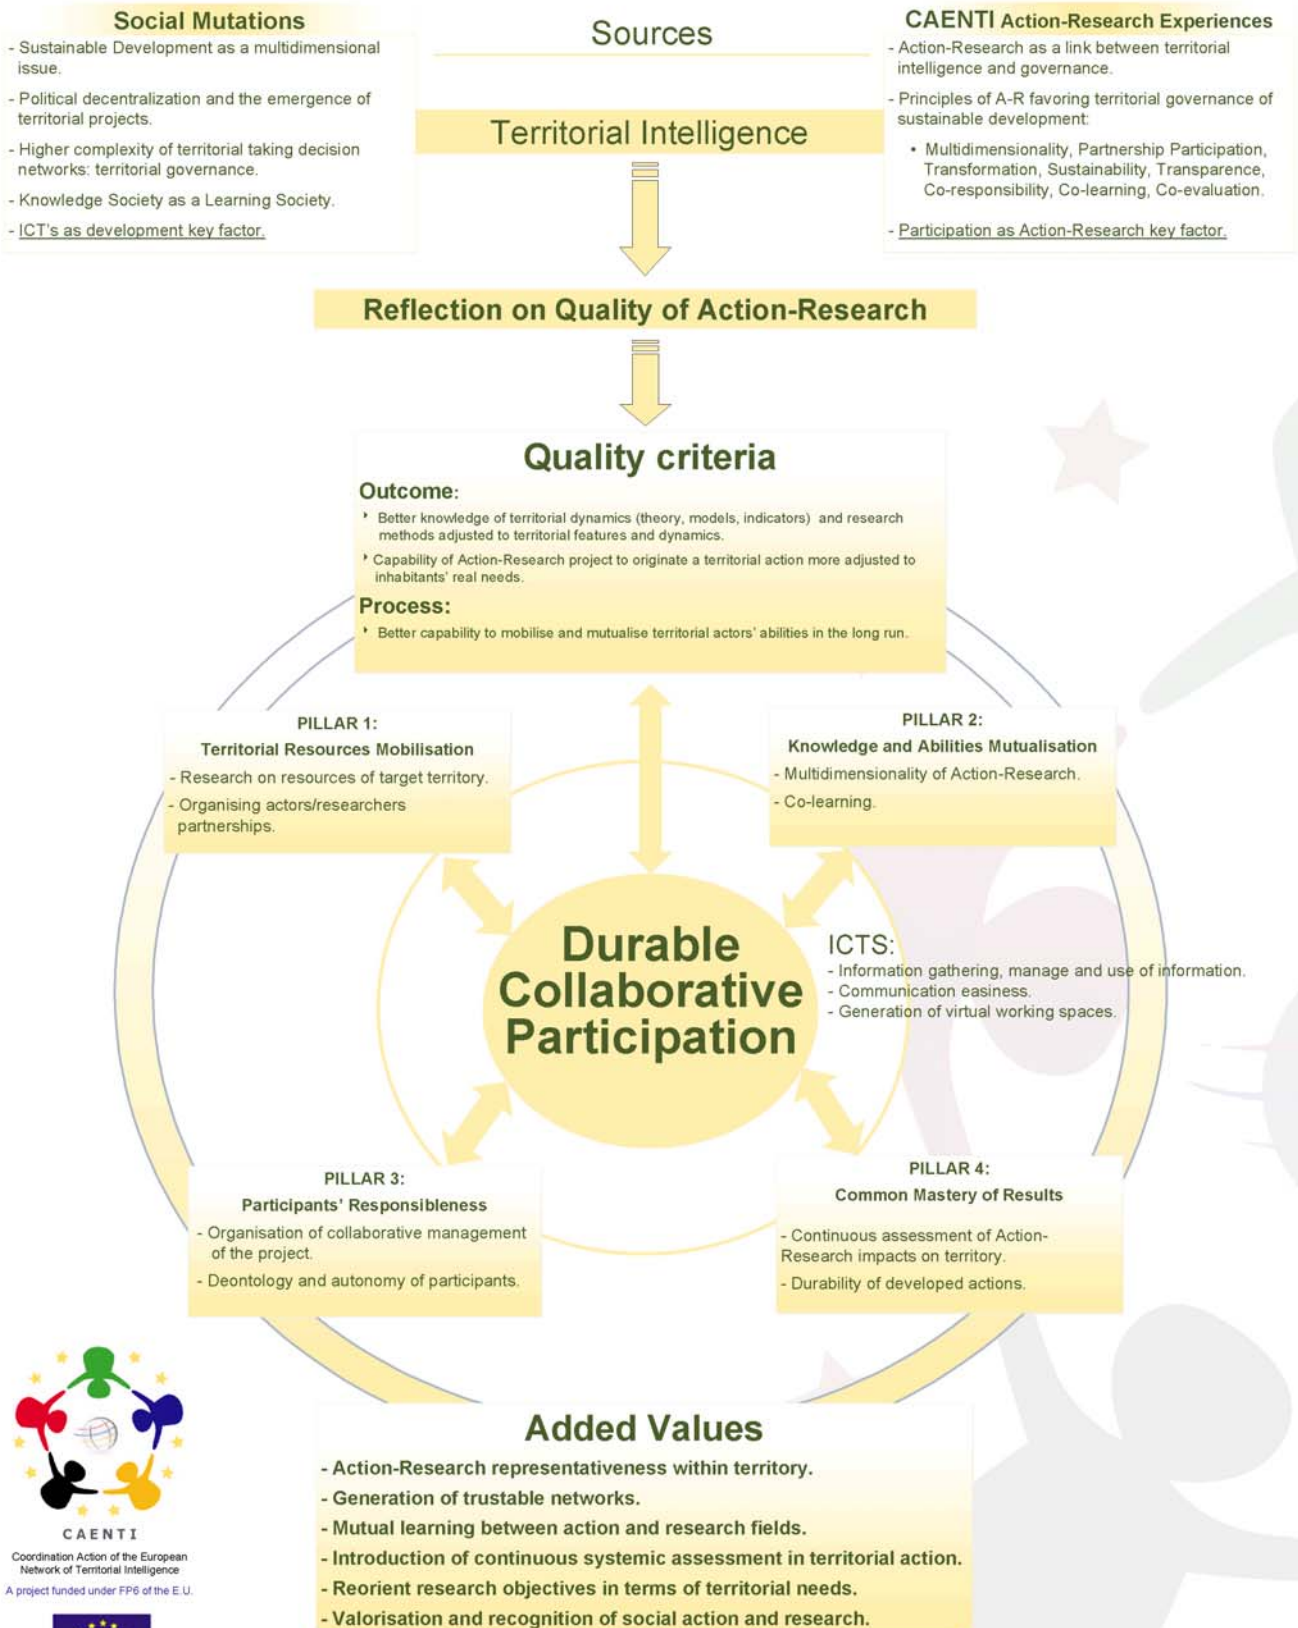 Social Mutations
- Sustainable Development as a multidimensional
issue.
- Political decentralization and the emergence of
territorial projects.
- Higher complexity of territorial taking decision
networks: territorial governance.
- Knowledge Society as a Learning Society.
- ICT's as development key factor.
Sources
Territorial Intelligence
CAENTI Action-Research Experiences
- Action-Research as a link between territorial
intelligence and governance.
- Principles of A-R favoring territorial governance of
sustainable development:
• Multidimensionality, Partnership Participation,
Transformation, Sustainability, Transparence,
Co-responsibility, Co-learning, Co-evaluation.
- Participation as Action-Research key factor.
Reflection on Quality of Action-Research
Quality criteria
Outcome:
Better knowledge of territorial dynamics (theory, models, indicators) and research
methods adjusted to territorial features and dynamics.
Capability of Action-Research project to originate a territorial action more adjusted to
inhabitants' real needs.
Process:
Better capability to mobilise and mutualise territorial actors' abilities in the long run.
PILLAR 1:
Territorial Resources Mobilisation
- Research on resources of target territory.
- Organising actors/researchers
partnerships.
PILLAR 2:
Knowledge and Abilities Mutualisation
- Multidimensionality of Action-Research.
- Co-learning.
Durable
Collaborative
Participation
ICTS:
- Information gathering, manage and use of information.
- Communication easiness.
- Generation of virtual working spaces.
PILLAR 3:
Participants' Responsibleness
- Organisation of collaborative management
of the project.
- Deontology and autonomy of participants.
PILLAR 4:
Common Mastery of Results
- Continuous assessment of Action-
Research impacts on territory.
- Durability of developed actions.
Added Values
- Action-Research representativeness within territory.
- Generation of trustable networks.
- Mutual learning between action and research fields.
- Introduction of continuous systemic assessment in territorial action.
- Reorient research objectives in terms of territorial needs.
- Valorisation and recognition of social action and research.
CAENTI
Coordination Action of the European
Network of Territorial Intelligence
A project funded under FP6 of the E.U.